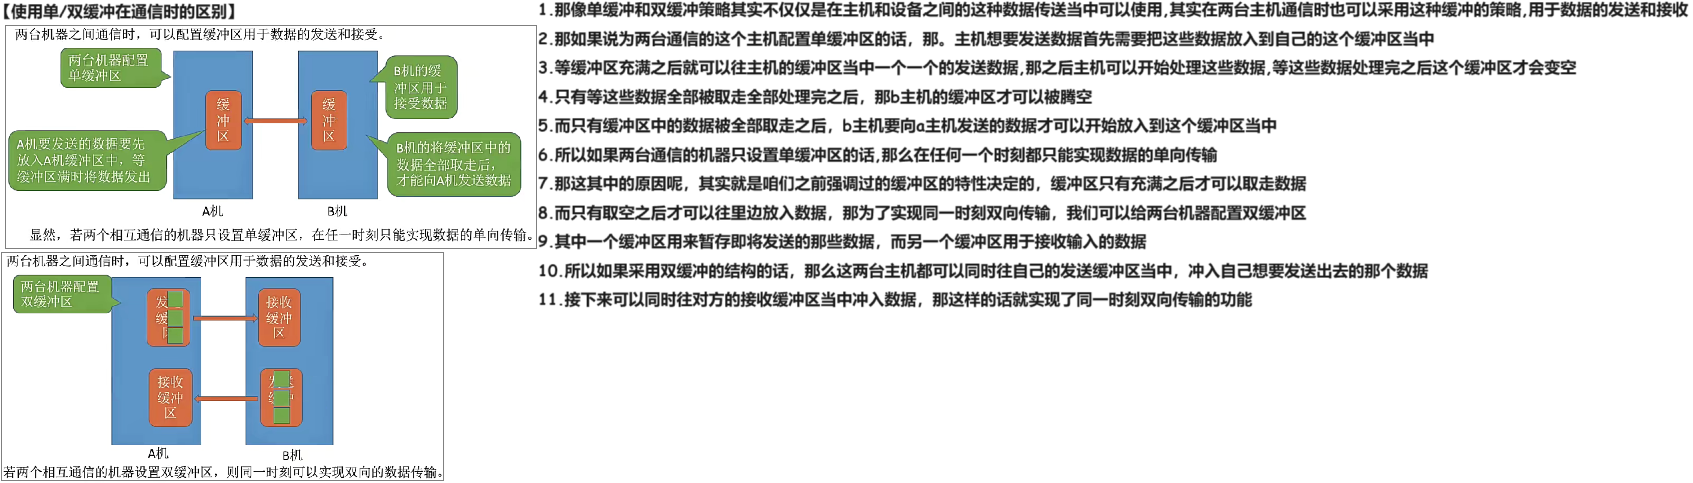 【使用单/双缓冲在通信时的区别】
两台机器之间通信时，可以配置缓冲区用于数据的发送和接受。
两台机器配置
单缓冲区
B机的缓
冲区用于
接受数据
缓
冲
区
缓
冲
区
A机要发送的数据要先
放入A机缓冲区中，等
缓冲区满时将数据发出
B机的将缓冲区中的
数据全部取走后，
才能向A机发送数据
A机
B机
显然，若两个相互通信的机器只设置单缓冲区，在任一时刻只能实现数据的单向传输。
两台机器之间通信时，可以配置缓冲区用于数据的发送和接受。
两台机器配置
双缓冲区
发
缓
区
接收
缓冲
区
接收
缓冲
区
发送
缓冲
A机
B机
若两个相互通信的机器设置双缓冲区，则同一时刻可以实现双向的数据传输。
1.那像单缓冲和双缓冲策略其实不仅仅是在主机和设备之间的这种数据传送当中可以使用,其实在两台主机通信时也可以采用这种缓冲的策略,用于数据的发送和接收
2.那如果说为两台通信的这个主机配置单缓冲区的话，那。主机想要发送数据首先需要把这些数据放入到自己的这个缓冲区当中
3.等缓冲区充满之后就可以往主机的缓冲区当中一个一个的发送数据,那之后主机可以开始处理这些数据,等这些数据处理完之后这个缓冲区才会变空
4.只有等这些数据全部被取走全部处理完之后，那b主机的缓冲区才可以被腾空
5.而只有缓冲区中的数据被全部取走之后，b主机要向a主机发送的数据才可以开始放入到这个缓冲区当中
6.所以如果两台通信的机器只设置单缓冲区的话,那么在任何一个时刻都只能实现数据的单向传输
7.那这其中的原因呢，其实就是咱们之前强调过的缓冲区的特性决定的，缓冲区只有充满之后才可以取走数据
8.而只有取空之后才可以往里边放入数据，那为了实现同一时刻双向传输，我们可以给两台机器配置双缓冲区
9.其中一个缓冲区用来暂存即将发送的那些数据，而另一个缓冲区用于接收输入的数据
10.所以如果采用双缓冲的结构的话，那么这两台主机都可以同时往自己的发送缓冲区当中，冲入自己想要发送出去的那个数据
11.接下来可以同时往对方的接收缓冲区当中冲入数据，那这样的话就实现了同一时刻双向传输的功能